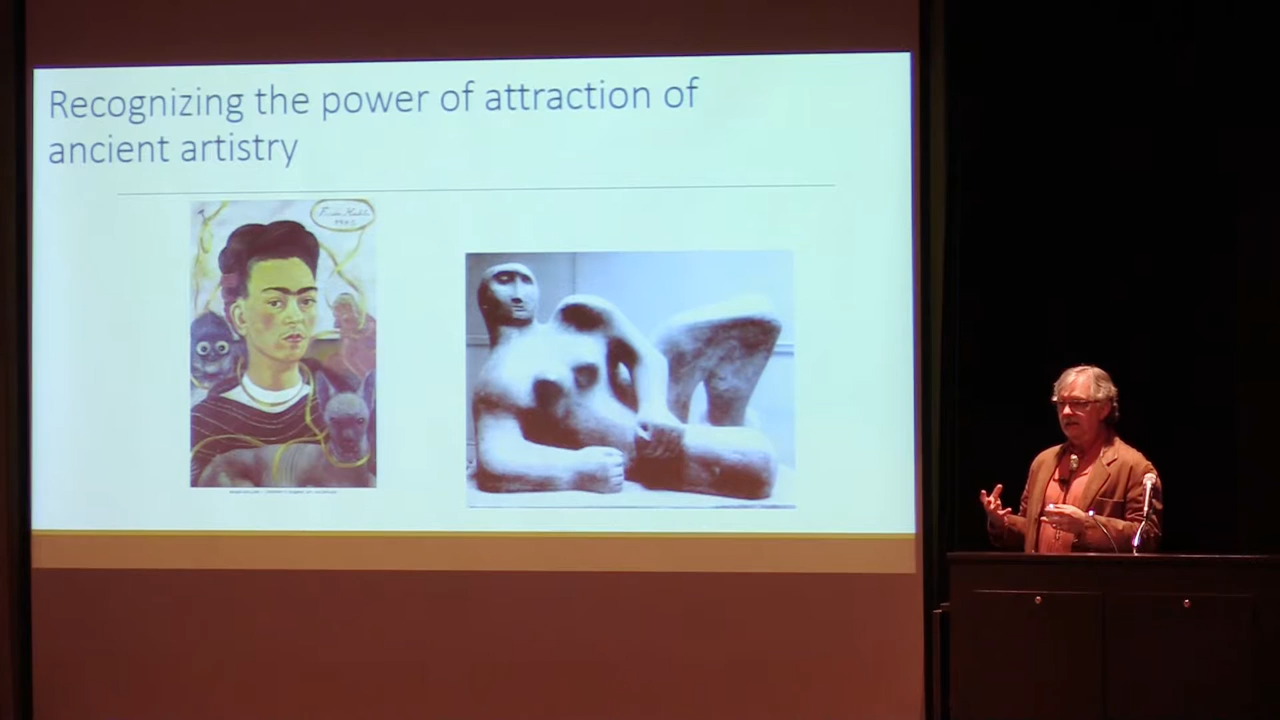 Recognizing the power of attraction of
ancient artistry